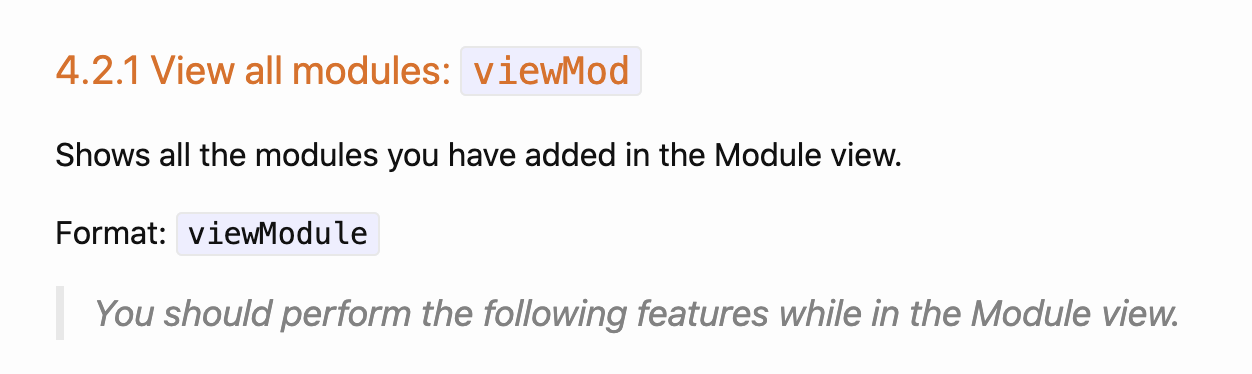 4.2.1 View all modules: viewMod
Shows all the modules you have added in the Module view.
Format: viewModule
You should perform the following features while in the Module view.